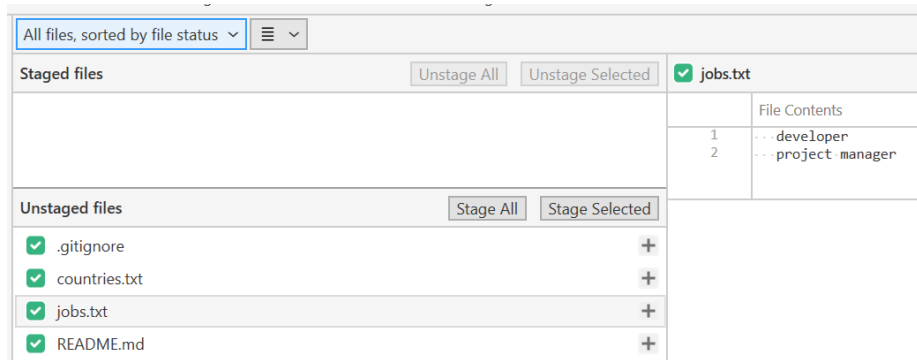 All files, sorted by file status
Staged files
Unstage All
Unstage Selected
jobs.txt
File Contents
1 developer
2 project manager
Unstaged files
Stage All
Stage Selected
.gitignore
countries.txt
jobs.txt
README.md